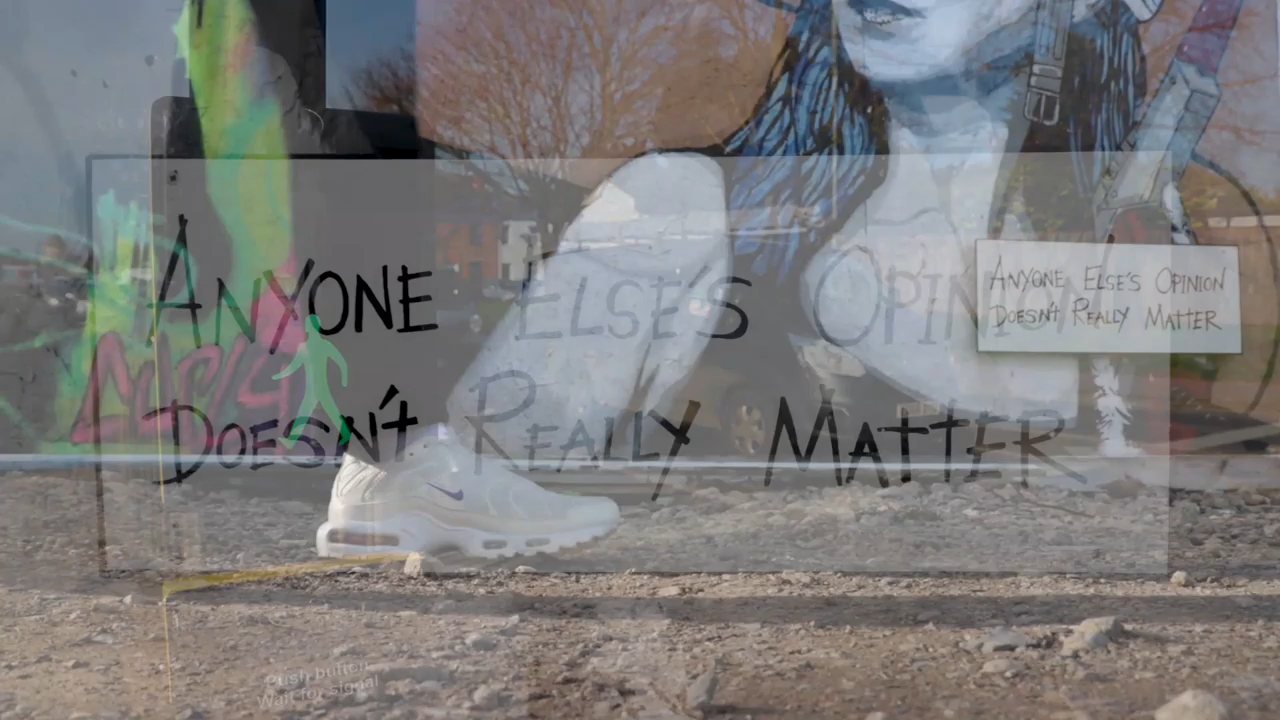 ANYONE ELSE'S OPINION
DOESN't REALLY MATTER
ANYONE ELSE'S OPINION
DOESN't REALLY MATTER
Push button
Wait for signal